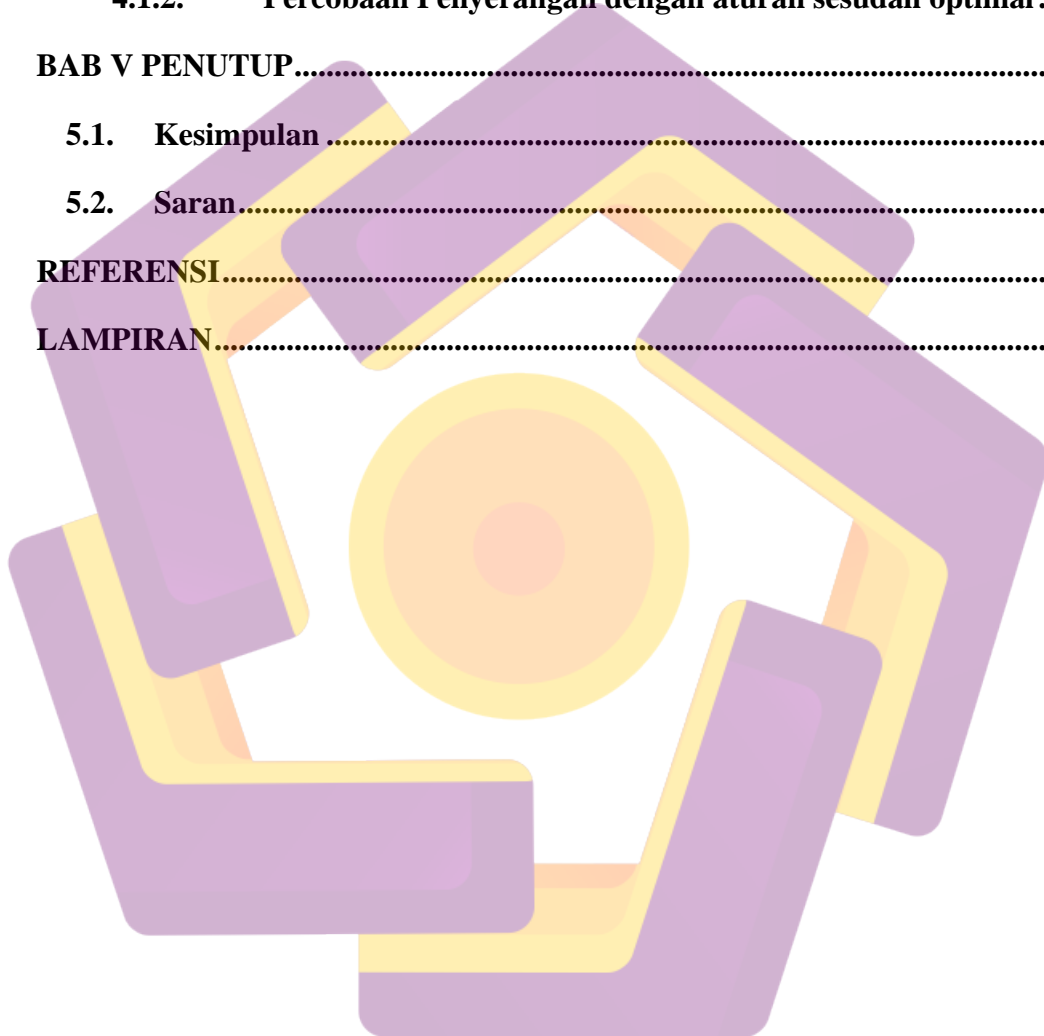 4.1.2. Percobaan Penyerangan dengan aturan sesudah optimal.
BAB V PENUTUP.....................................................................................................
5.1. Kesimpulan.....................................................................................................
5.2. Saran.....................................................................................................
REFERENSI.....................................................................................................
LAMPIRAN.....................................................................................................